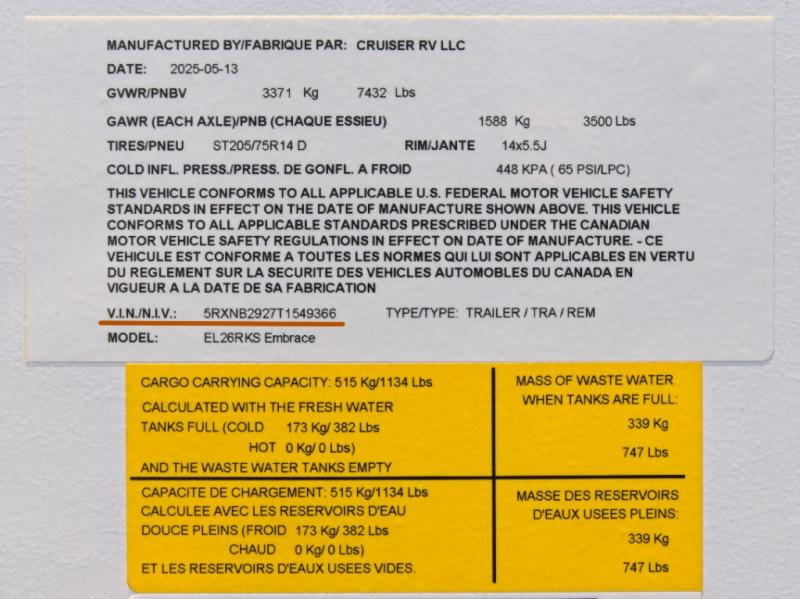 MANUFACTURED BY/FABRIQUE PAR: CRUISER RV LLC
DATE: 2025-05-13
GVWR/PNBV 3371 Kg 7432 Lbs
GAWR (EACH AXLE)/PNB (CHAQUE ESSIEU) 1588 Kg 3500 Lbs
TIRES/PNEU ST205/75R14 D RIM/JANTE 14x5.5J
COLD INFL. PRESS./PRESS. DE GONFL. A FROID 448 KPA ( 65 PSI/LPC)
THIS VEHICLE CONFORMS TO ALL APPLICABLE U.S. FEDERAL MOTOR VEHICLE SAFETY
STANDARDS IN EFFECT ON THE DATE OF MANUFACTURE SHOWN ABOVE. THIS VEHICLE
CONFORMS TO ALL APPLICABLE STANDARDS PRESCRIBED UNDER THE CANADIAN
MOTOR VEHICLE SAFETY REGULATIONS IN EFFECT ON DATE OF MANUFACTURE. - CE
VEHICULE EST CONFORME A TOUTES LES NORMES QUI LUI SONT APPLICABLES EN VERTU
DU REGLEMENT SUR LA SECURITE DES VEHICLES AUTOMOBILES DU CANADA EN
VIGUEUR A LA DATE DE SA FABRICATION
V.I.N./N.I.V.: 5RXNB2927T1549366 TYPE/TYPE: TRAILER / TRA / REM
MODEL: EL26RKS Embrace
CARGO CARRYING CAPACITY: 515 Kg/1134 Lbs
CALCULATED WITH THE FRESH WATER
TANKS FULL (COLD 173 Kg/ 382 Lbs
HOT 0 Kg/ 0 Lbs)
AND THE WASTE WATER TANKS EMPTY
MASS OF WASTE WATER
WHEN TANKS ARE FULL:
339 Kg
747 Lbs
CAPACITE DE CHARGEMENT: 515 Kg/1134 Lbs
CALCULEE AVEC LES RESERVOIRS D'EAU
DOUCE PLEINS (FROID 173 Kg/ 382 Lbs
CHAUD 0 Kg/ 0 Lbs)
ET LES RESERVOIRS D'EAUX USEES VIDES.
MASSE DES RESERVOIRS
D'EAUX USEES PLEINS:
339 Kg
747 Lbs